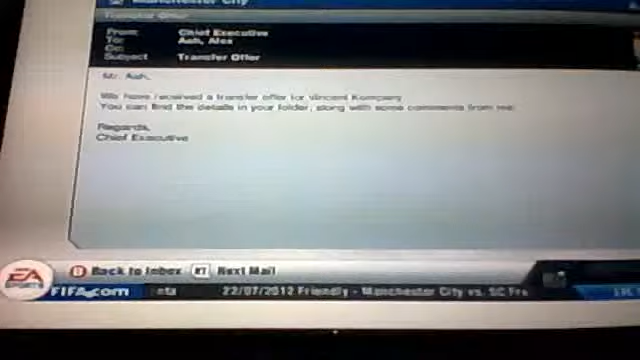 Manchester City
Transfer Offer
From: Chief Executive
To: Ash, Alex
On:
Subject Transfer Offer
Mr. Ash,
We have received a transfer offer for Vincent Kompany
You can find the details in your folder, along with some comments from me.
Regards,
Chief Executive
Back to Inbox R1 Next Mail
EA SPORTS
FIFA.com nta 22/07/2012 Friendly - Manchester City vs. SC Fre